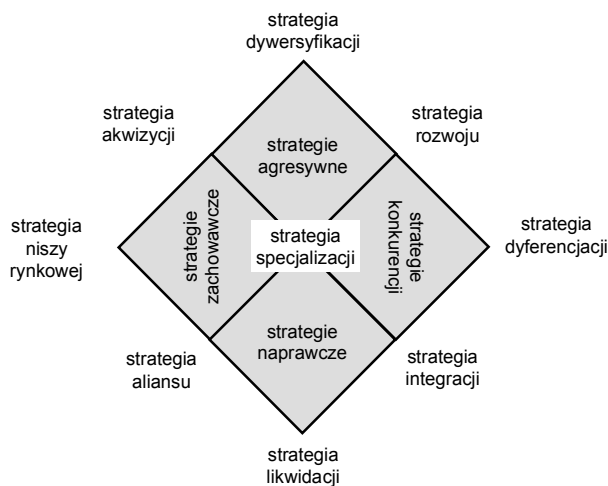 strategia
dywersyfikacji
strategia
akwizycji
strategia
rozwoju
strategie
agresywne
strategia
niszy
rynkowej
strategie
zachowawcze
strategia
specjalizacji
strategie
konkurencji
strategia
dyferencjacji
strategia
aliansu
strategie
naprawcze
strategia
integracji
strategia
likwidacji